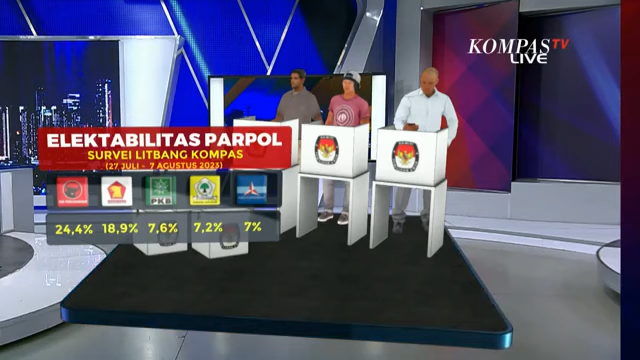 KOMPAS TV
LIVE
ELEKTABILITAS PARPOL
SURVEI LITBANG KOMPAS
(27 JULI - 7 AGUSTUS 2023)
PKB
24,4% 18,9% 7,6% 7,2% 7%